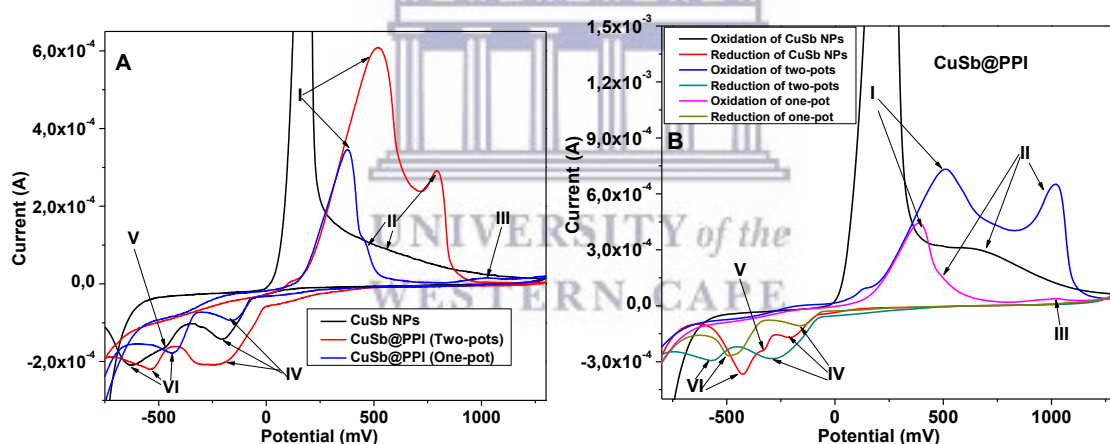 A
6,0x10⁻⁴
4,0x10⁻⁴
2,0x10⁻⁴
0,0
-2,0x10⁻⁴
Current (A)
I
II
III
V
VI
IV
CuSb NPs
CuSb@PPI (Two-pots)
CuSb@PPI (One-pot)
-500 0 500 1000
Potential (mV)
1,5x10⁻³
1,2x10⁻³
9,0x10⁻⁴
6,0x10⁻⁴
3,0x10⁻⁴
0,0
-3,0x10⁻⁴
Current (A)
Oxidation of CuSb NPs
Reduction of CuSb NPs
Oxidation of two-pots
Reduction of two-pots
Oxidation of one-pot
Reduction of one-pot
CuSb@PPI
B
I
II
V
III
VI
IV
-500 0 500 1000
Potential (mV)
UNIVERSITY of the
WESTERN CAPE